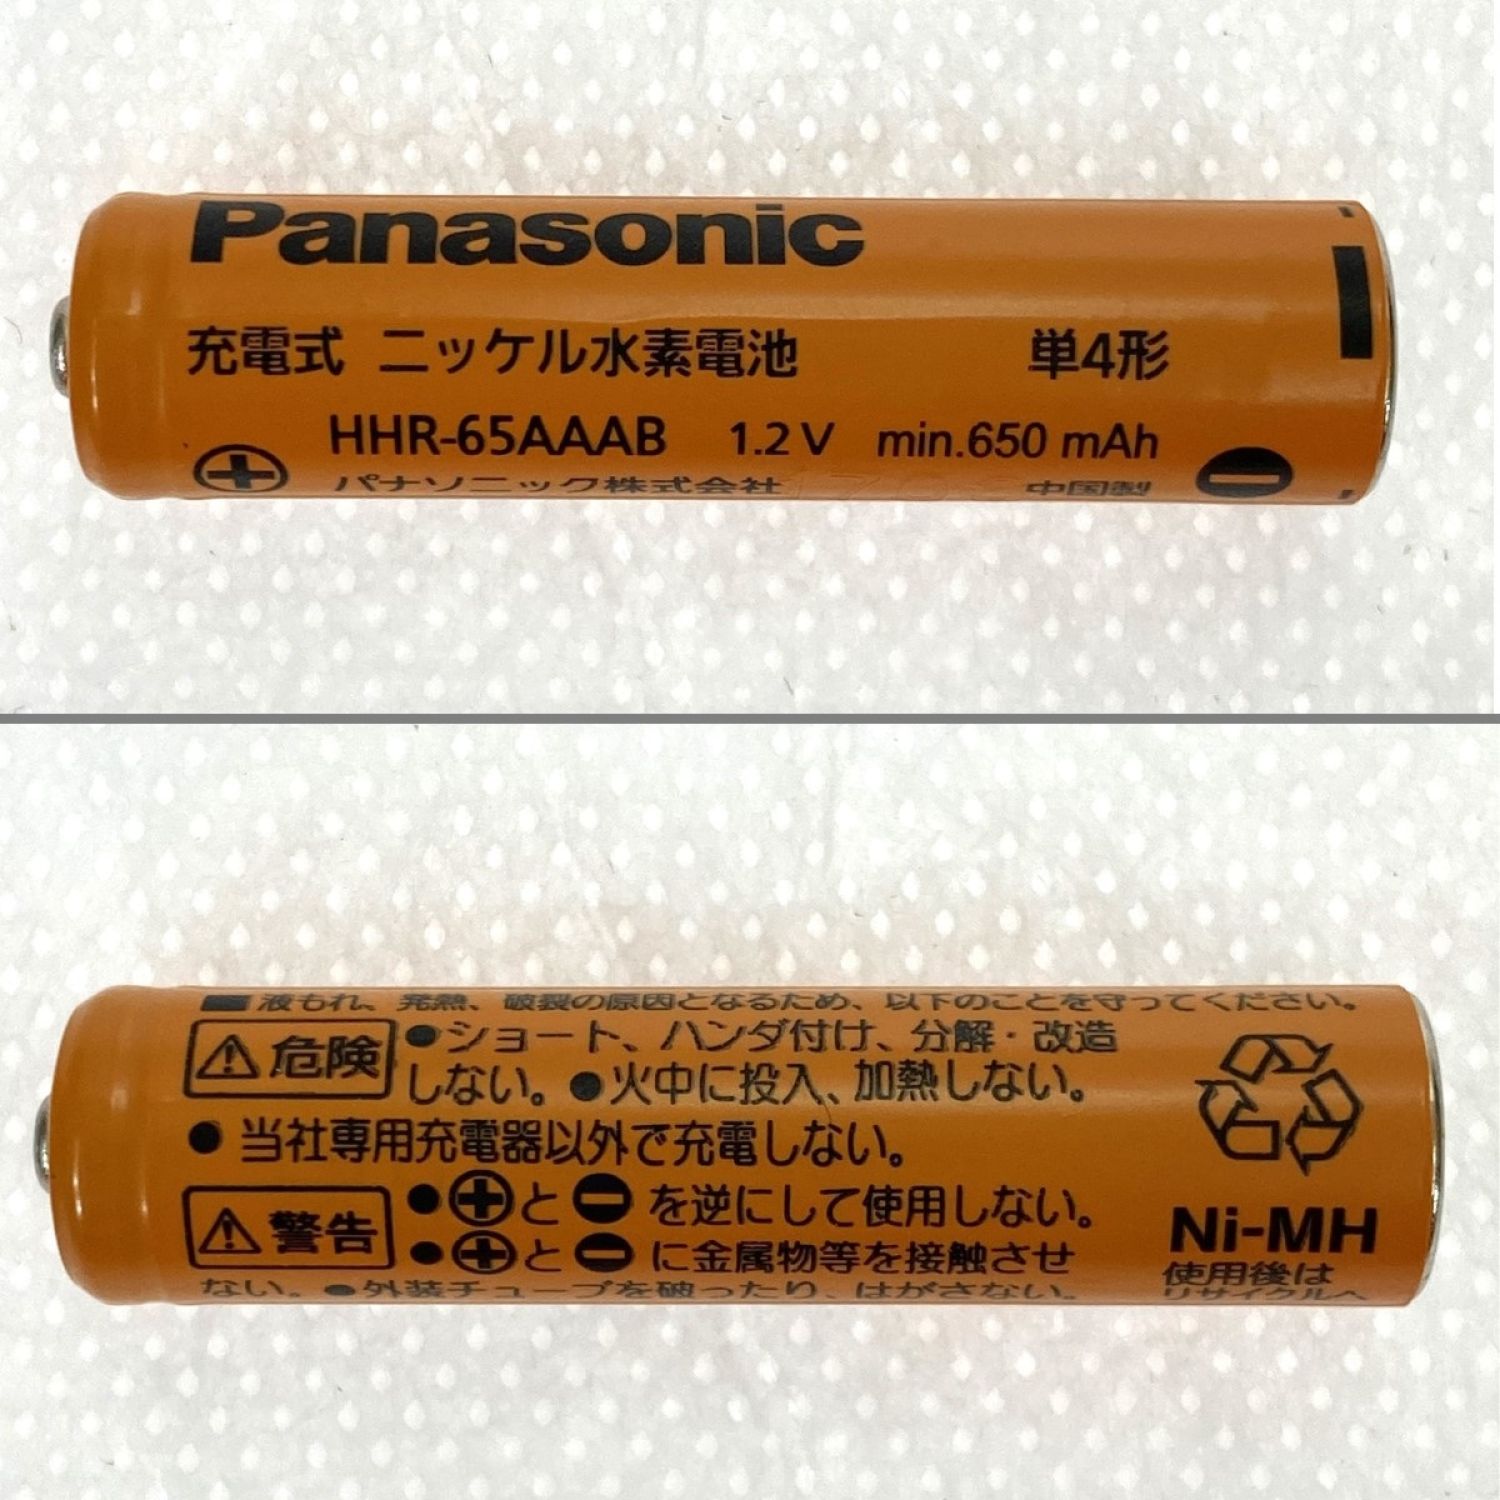 Panasonic
充電式 ニッケル水素電池 単4形
HHR-65AAAB 1.2 V min.650 mAh
パナソニック株式会社 中国製
液もれ、発熱、破裂の原因となるため、以下のことを守ってください。
危険 ●ショート、ハンダ付け、分解・改造
しない。●火中に投入、加熱しない。
● 当社専用充電器以外で充電しない。
警告 ●⊕と⊖を逆にして使用しない。
●⊕と⊖に金属物等を接触させ
ない。●外装チューブを破ったり、はがさない。
Ni-MH
使用後は
リサイクルへ